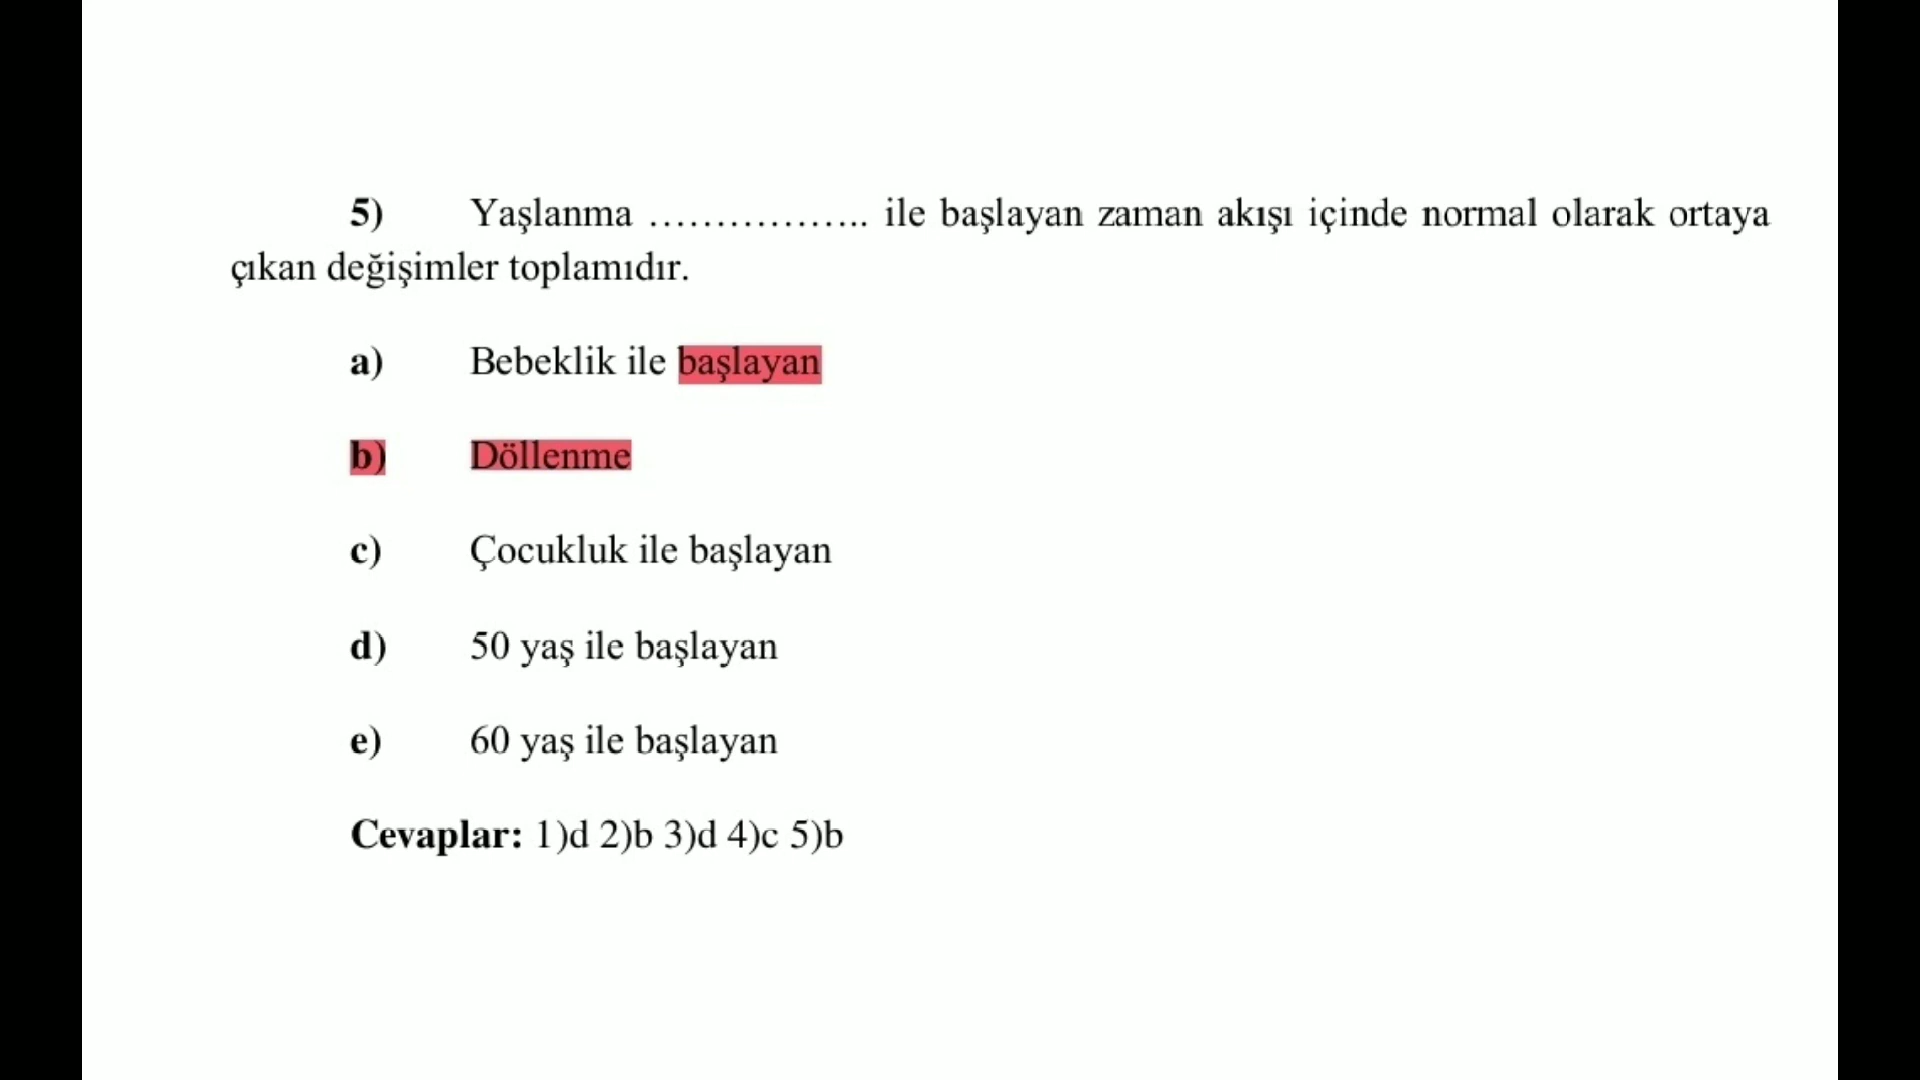 5) Yaşlanma …………….. ile başlayan zaman akışı içinde normal olarak ortaya
çıkan değişimler toplamıdır.
a) Bebeklik ile başlayan
b) Döllenme
c) Çocukluk ile başlayan
d) 50 yaş ile başlayan
e) 60 yaş ile başlayan
Cevaplar: 1)d 2)b 3)d 4)c 5)b